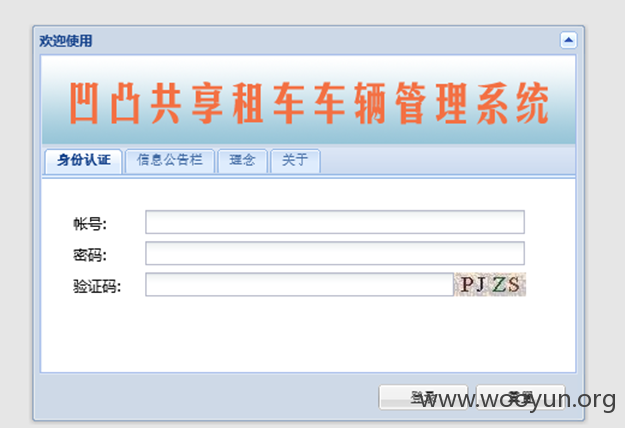 欢迎使用
凹凸共享租车车辆管理系统
身份认证 信息公告栏 理念 关于
帐号:
密码:
验证码: PJZS
登录 重置
www.wooyun.org